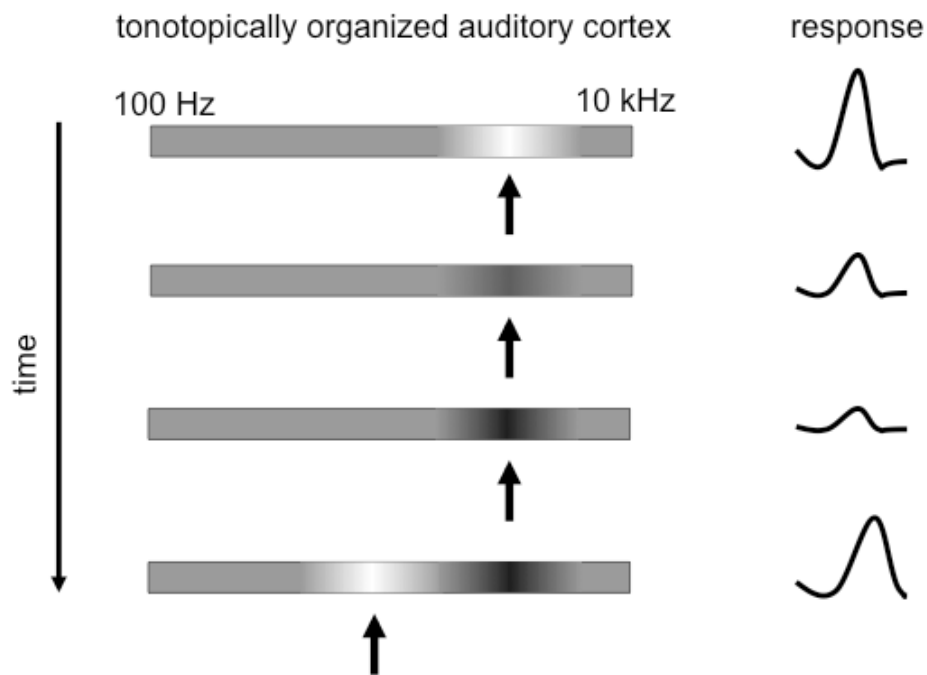 tonotopically organized auditory cortex
response
100 Hz
10 kHz
time